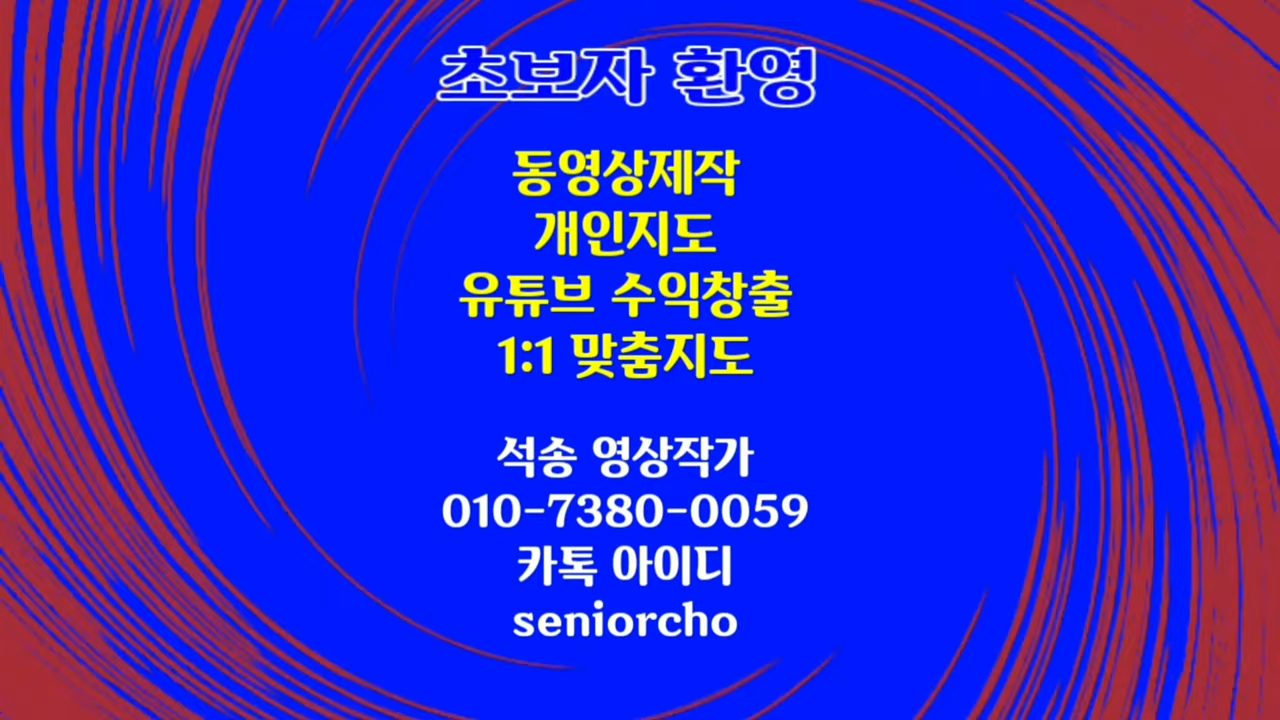 초보자 환영
동영상제작
개인지도
유튜브 수익창출
1:1 맞춤지도
석송 영상작가
010-7380-0059
카톡 아이디
seniorcho